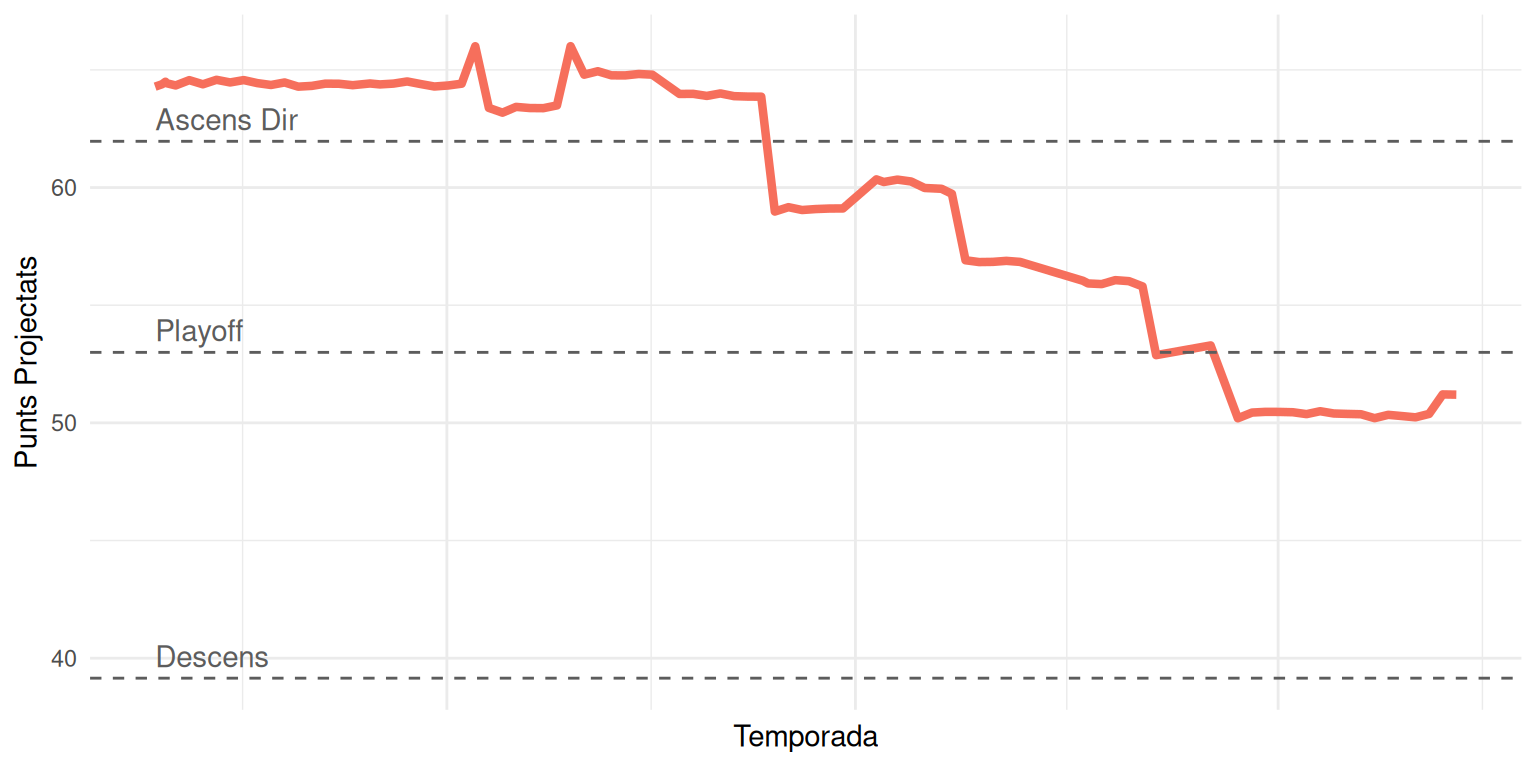 Ascens Dir
60
Playoff
50
Descens
40
Punts Projectats
Temporada